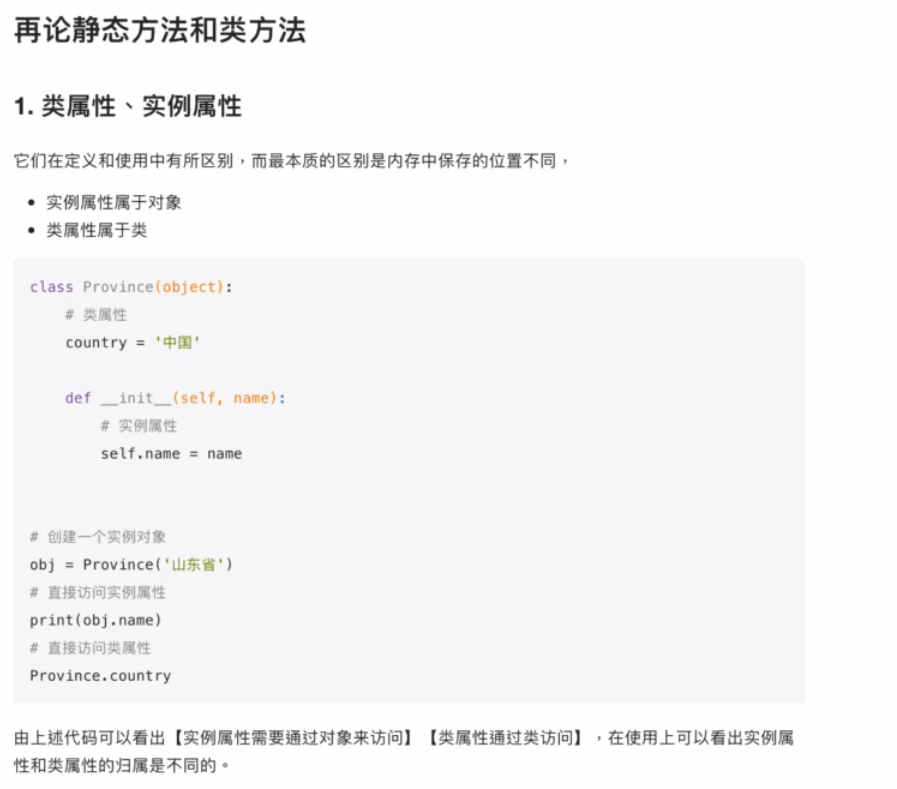 再论静态方法和类方法
1. 类属性、实例属性
它们在定义和使用中有所区别，而最本质的区别是内存中保存的位置不同，
• 实例属性属于对象
• 类属性属于类
class Province(object):
    # 类属性
    country = '中国'
    def __init__(self, name):
        # 实例属性
        self.name = name
# 创建一个实例对象
obj = Province('山东省')
# 直接访问实例属性
print(obj.name)
# 直接访问类属性
Province.country
由上述代码可以看出【实例属性需要通过对象来访问】【类属性通过类访问】，在使用上可以看出实例属
性和类属性的归属是不同的。